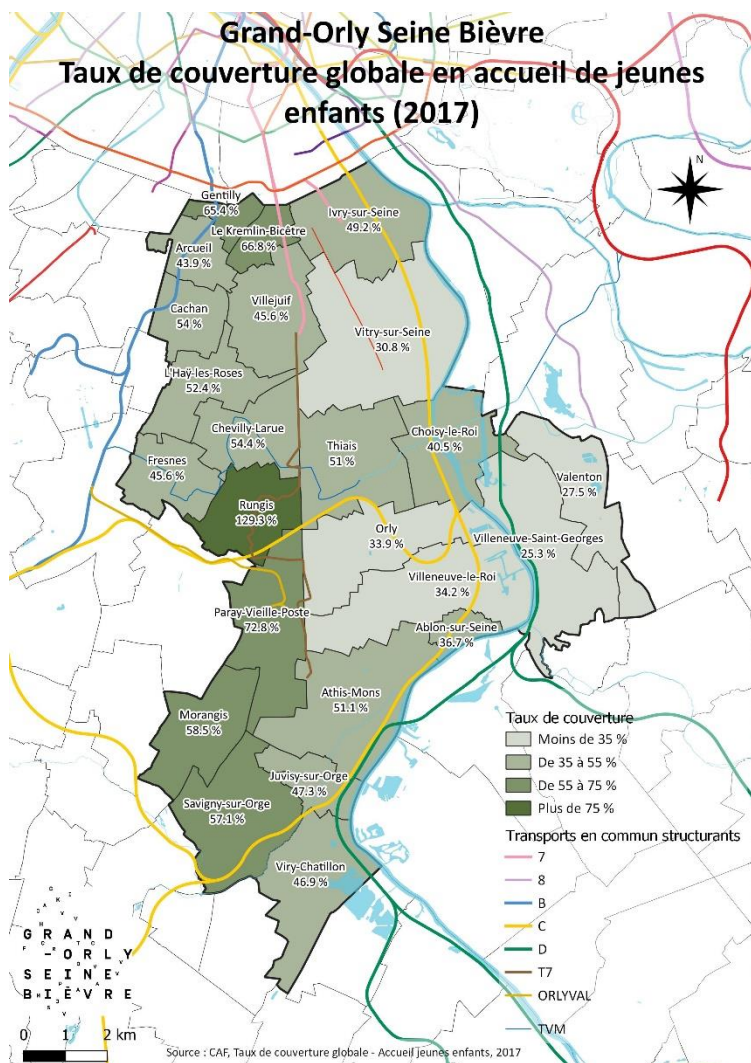 Grand-Orly Seine Bièvre
Taux de couverture globale en accueil de jeunes
enfants (2017)
N
Gentilly
65.4 %
Le Kremlin-Bicêtre
66.8 %
Ivry-sur-Seine
49.2 %
Arcueil
43.9 %
Villejuif
45.6 %
Cachan
54 %
Vitry-sur-Seine
30.8 %
L'Haÿ-les-Roses
52.4 %
Chevilly-Larue
54.4 %
Choisy-le-Roi
40.5 %
Thiais
51 %
Fresnes
45.6 %
Valenton
27.5 %
Rungis
129.3 %
Orly
33.9 %
Villeneuve-Saint-Georges
25.3 %
Villeneuve-le-Roi
34.2 %
Paray-Vieille-Poste
72.8 %
Ablon-sur-Seine
36.7 %
Athis-Mons
51.1 %
Morangis
58.5 %
Juvisy-sur-Orge
47.3 %
Savigny-sur-Orge
57.1 %
Viry-Chatillon
46.9 %
Taux de couverture
Moins de 35 %
De 35 à 55 %
De 55 à 75 %
Plus de 75 %
Transports en commun structurants
7
8
B
C
D
T7
ORLYVAL
TVM
GRAND
-ORLY
SEINE
BIÈVRE
0 1 2 km
Source : CAF, Taux de couverture globale - Accueil jeunes enfants, 2017